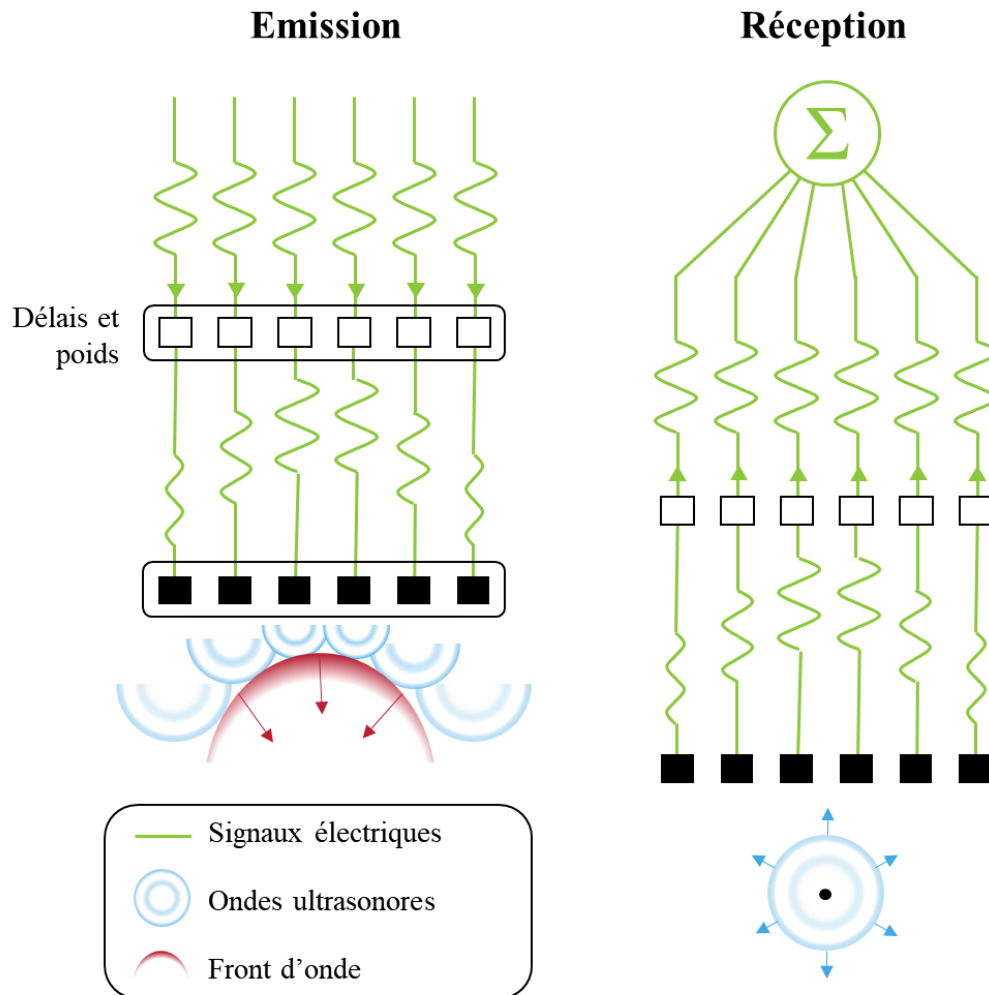 Emission
Réception
Σ
Délais et
poids
Signaux électriques
Ondes ultrasonores
Front d’onde